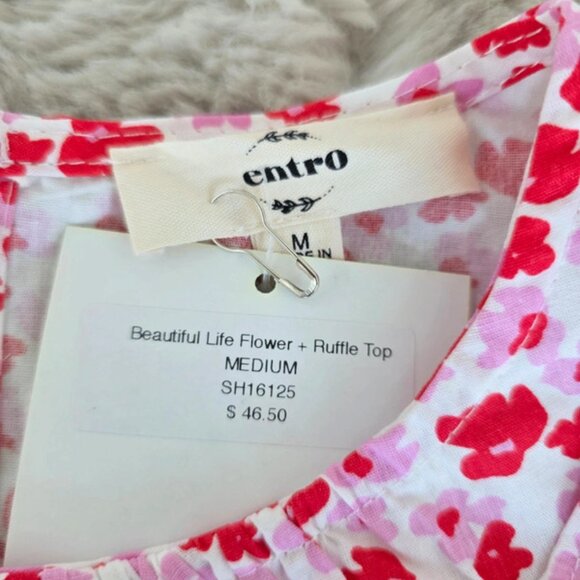 entro
M
Beautiful Life Flower + Ruffle Top
MEDIUM
SH16125
$ 46.50